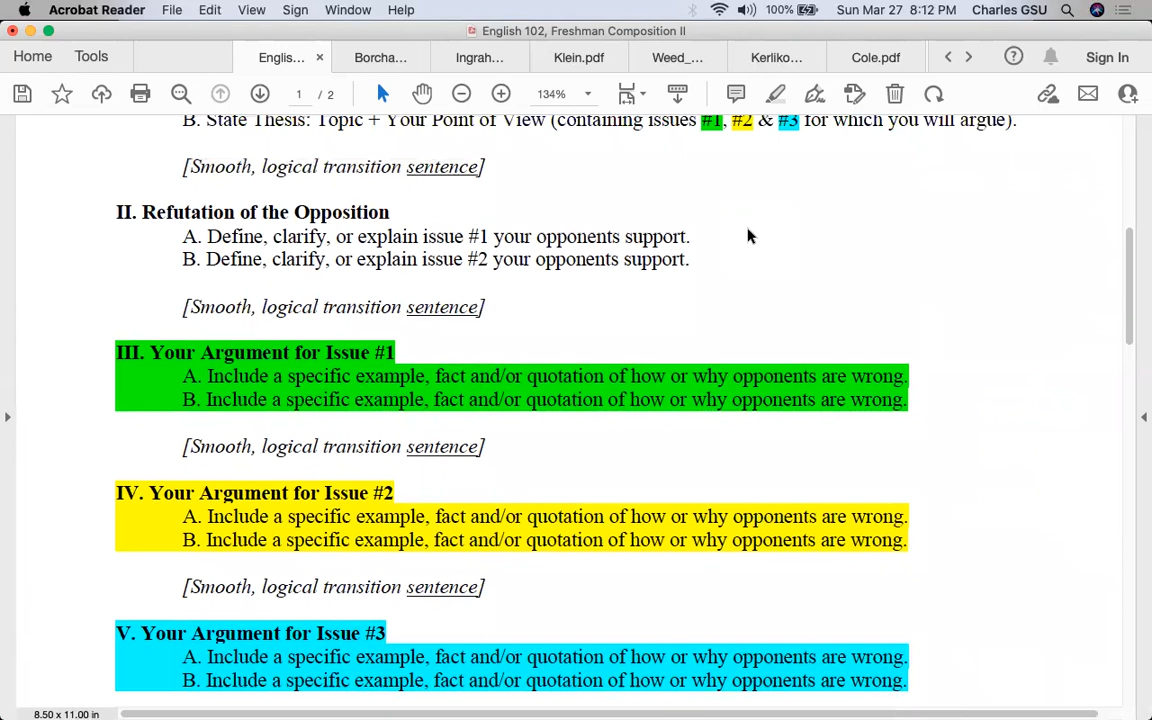 Acrobat Reader File Edit View Sign Window Help 100% Sun Mar 27 8:12 PM Charles GSU
English 102, Freshman Composition II
Home Tools Englis... × Borcha... Ingrah... Klein.pdf Weed_... Kerliko... Cole.pdf Sign In
1 / 2 134%
B. State Thesis: Topic + Your Point of View (containing issues #1, #2 & #3 for which you will argue).
[Smooth, logical transition sentence]
II. Refutation of the Opposition
A. Define, clarify, or explain issue #1 your opponents support.
B. Define, clarify, or explain issue #2 your opponents support.
[Smooth, logical transition sentence]
III. Your Argument for Issue #1
A. Include a specific example, fact and/or quotation of how or why opponents are wrong.
B. Include a specific example, fact and/or quotation of how or why opponents are wrong.
[Smooth, logical transition sentence]
IV. Your Argument for Issue #2
A. Include a specific example, fact and/or quotation of how or why opponents are wrong.
B. Include a specific example, fact and/or quotation of how or why opponents are wrong.
[Smooth, logical transition sentence]
V. Your Argument for Issue #3
A. Include a specific example, fact and/or quotation of how or why opponents are wrong.
B. Include a specific example, fact and/or quotation of how or why opponents are wrong.
8.50 x 11.00 in